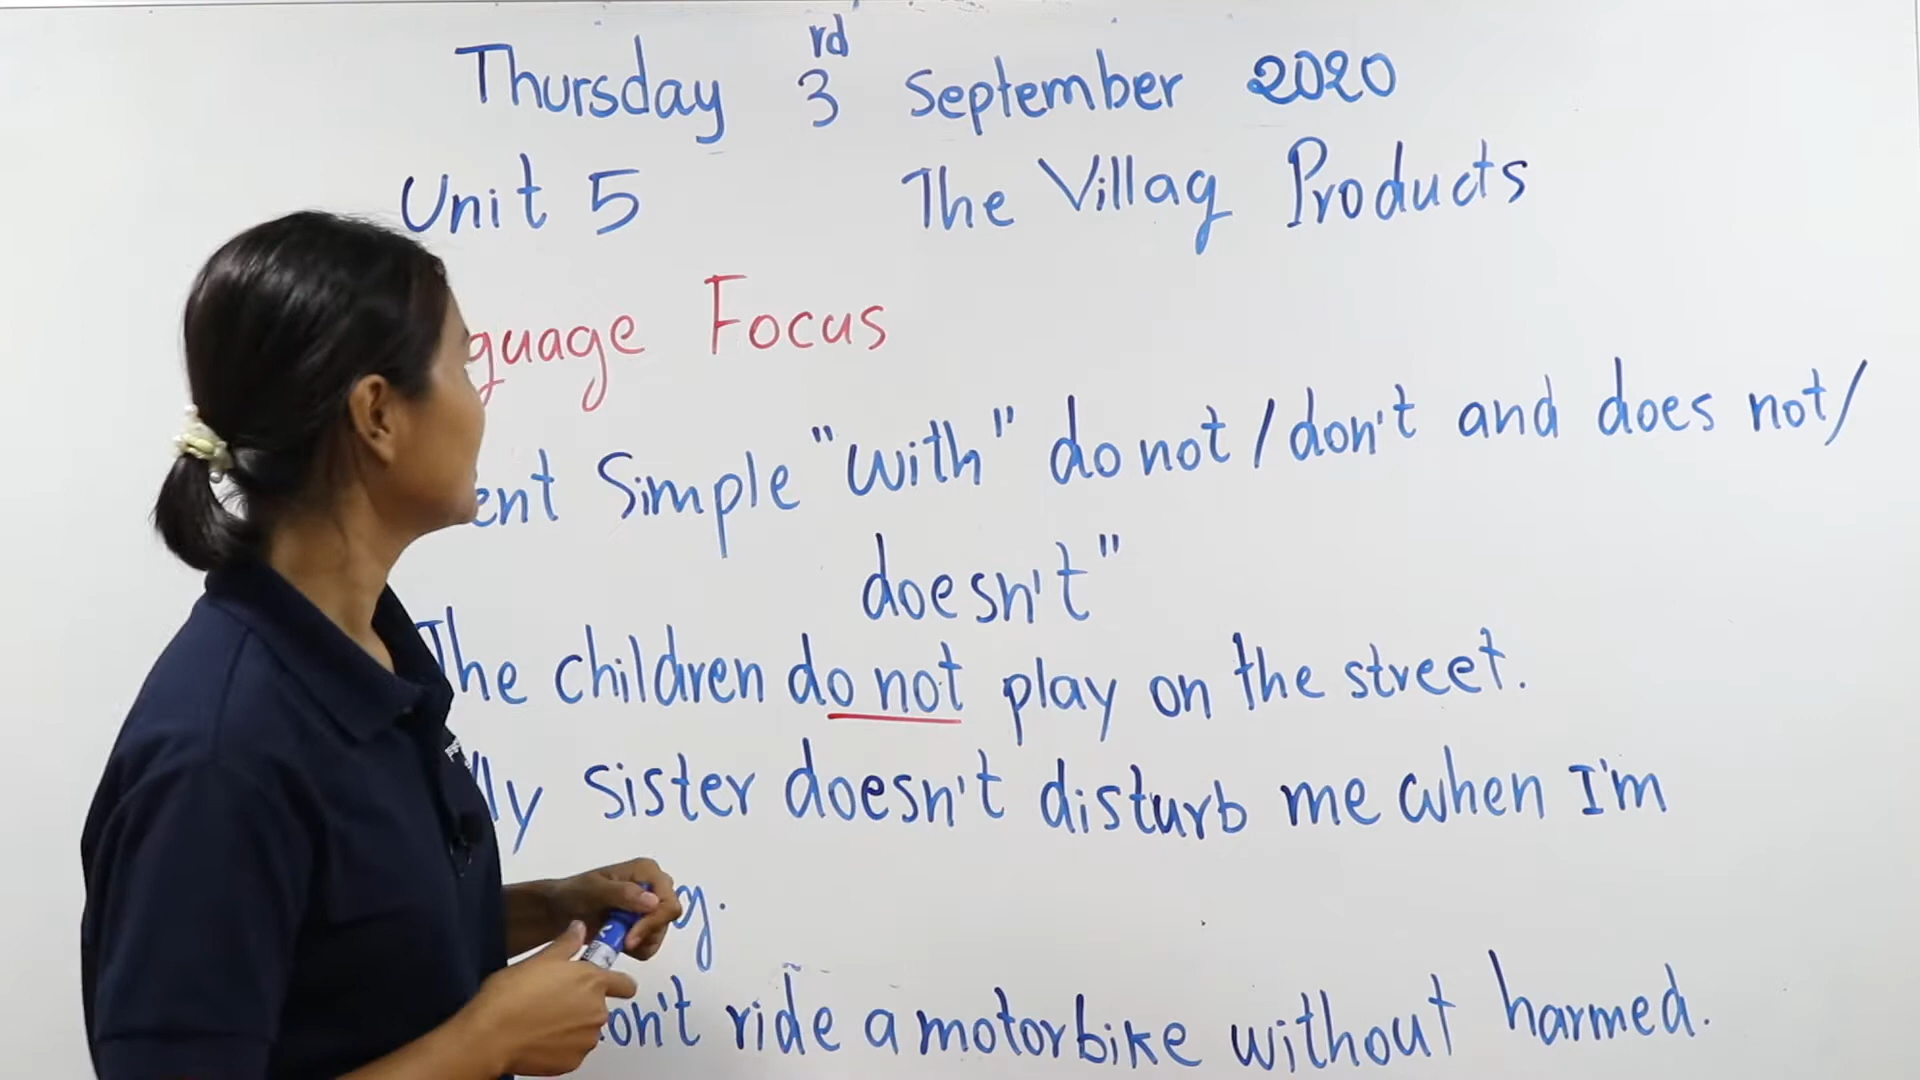 Thursday 3rd September 2020
Unit 5 The Villag Products
guage Focus
ent Simple "with" do not / don't and does not/
doesn't"
The children do not play on the street.
My sister doesn't disturb me when I'm
g.
on't ride a motorbike without harmed.